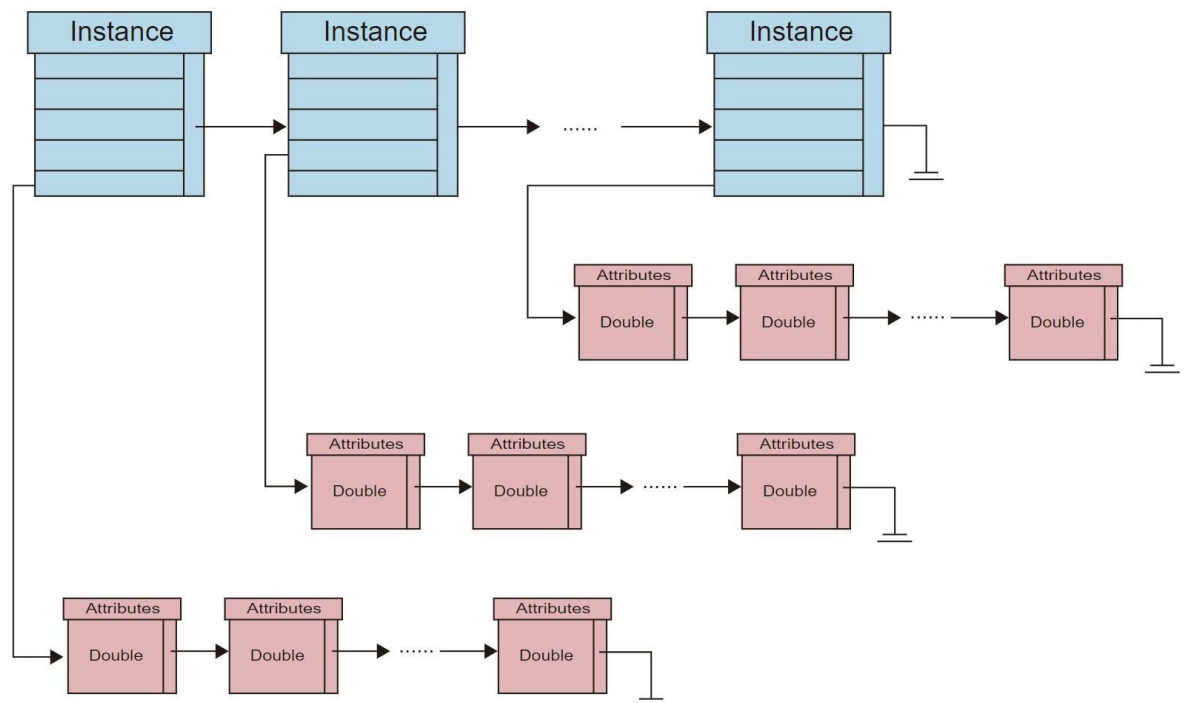 Instance
Instance
Instance
......
Attributes
Attributes
Attributes
Double
Double
......
Double
Attributes
Attributes
Attributes
Double
Double
......
Double
Attributes
Attributes
Attributes
Double
Double
......
Double